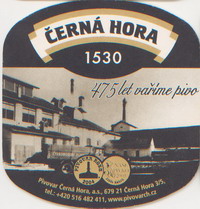 ČERNÁ HORA
1530
475 let vaříme pivo
Pivovar Černá Hora, a.s., 679 21 Černá Hora 3/5,
tel.: +420 516 482 411, www.pivovarch.cz